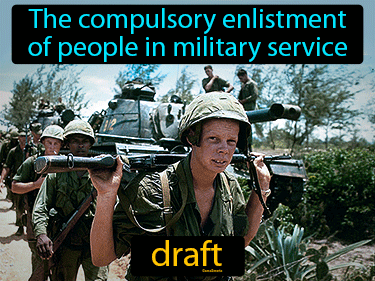 The compulsory enlistment
of people in military service
draft